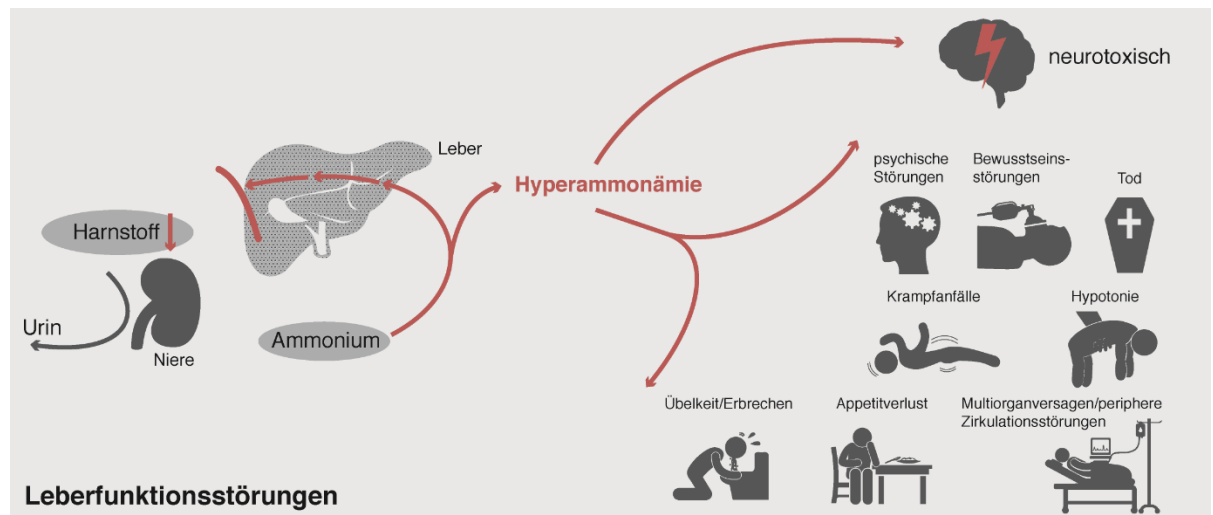 neurotoxisch
Leber
psychische
Störungen
Bewusstseins-
störungen
Tod
Hyperammonämie
Harnstoff
Krampfanfälle
Hypotonie
Urin
Ammonium
Niere
Übelkeit/Erbrechen
Appetitverlust
Multiorganversagen/periphere
Zirkulationsstörungen
Leberfunktionsstörungen